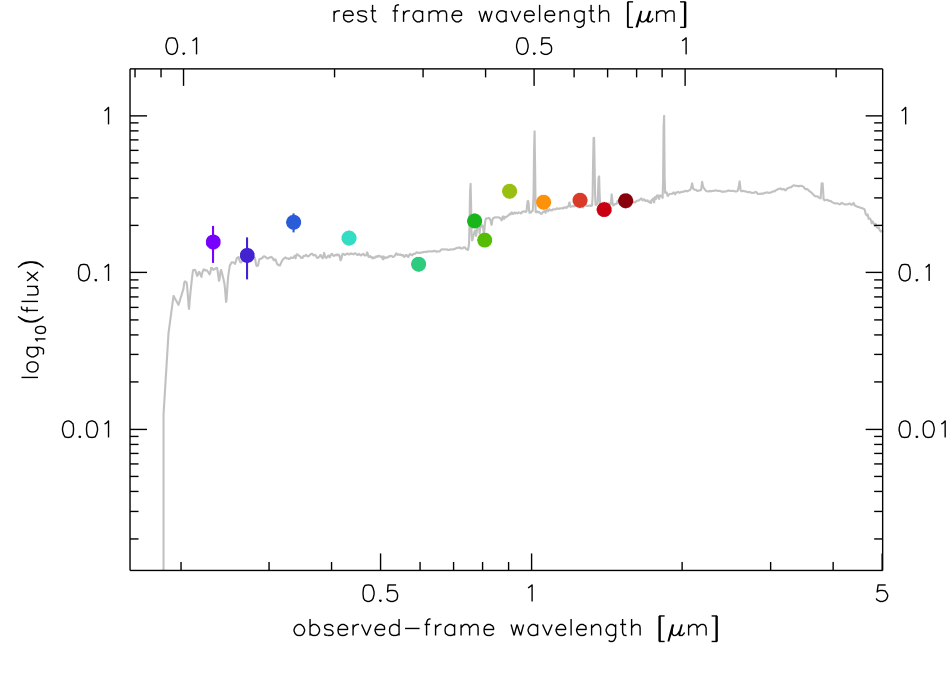 rest frame wavelength [μm]
0.1 0.5 1
1 1
0.1 0.1
0.01 0.01
log10(flux)
0.5 1 5
observed−frame wavelength [μm]